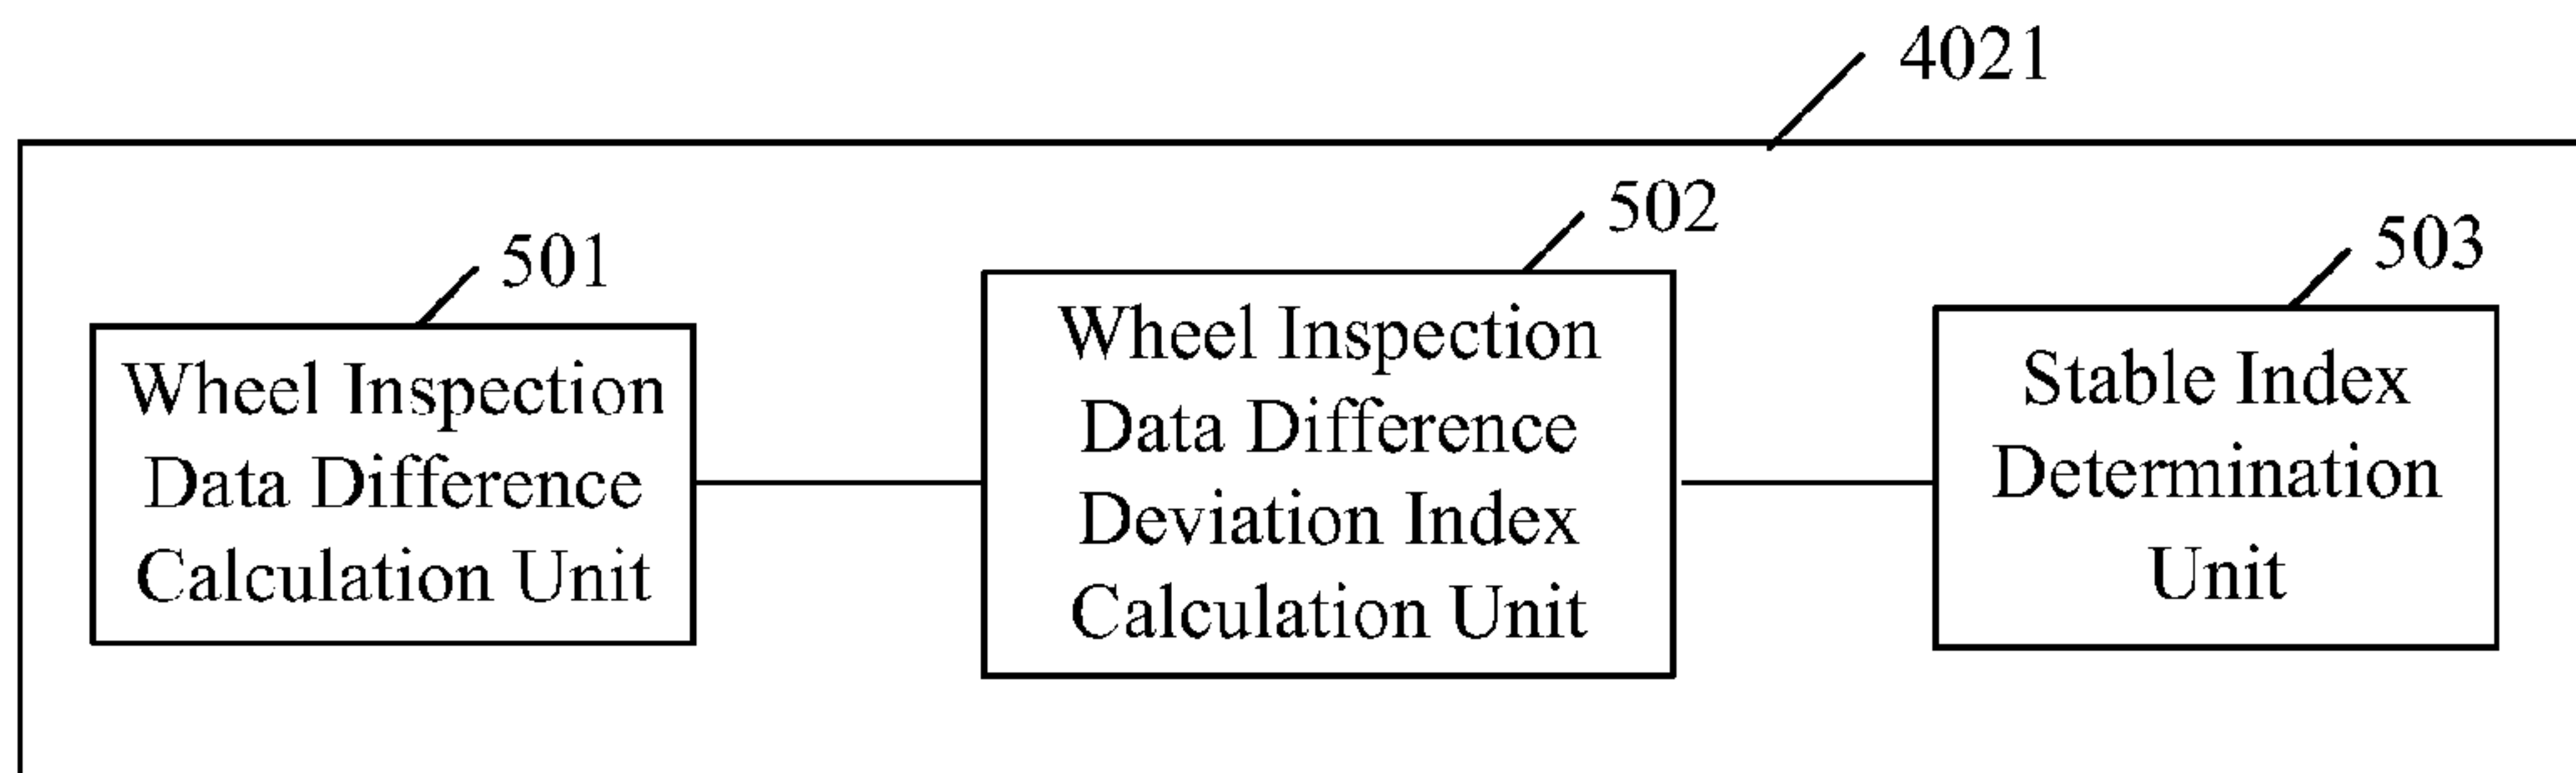 4021
501
Wheel Inspection
Data Difference
Calculation Unit
502
Wheel Inspection
Data Difference
Deviation Index
Calculation Unit
503
Stable Index
Determination
Unit